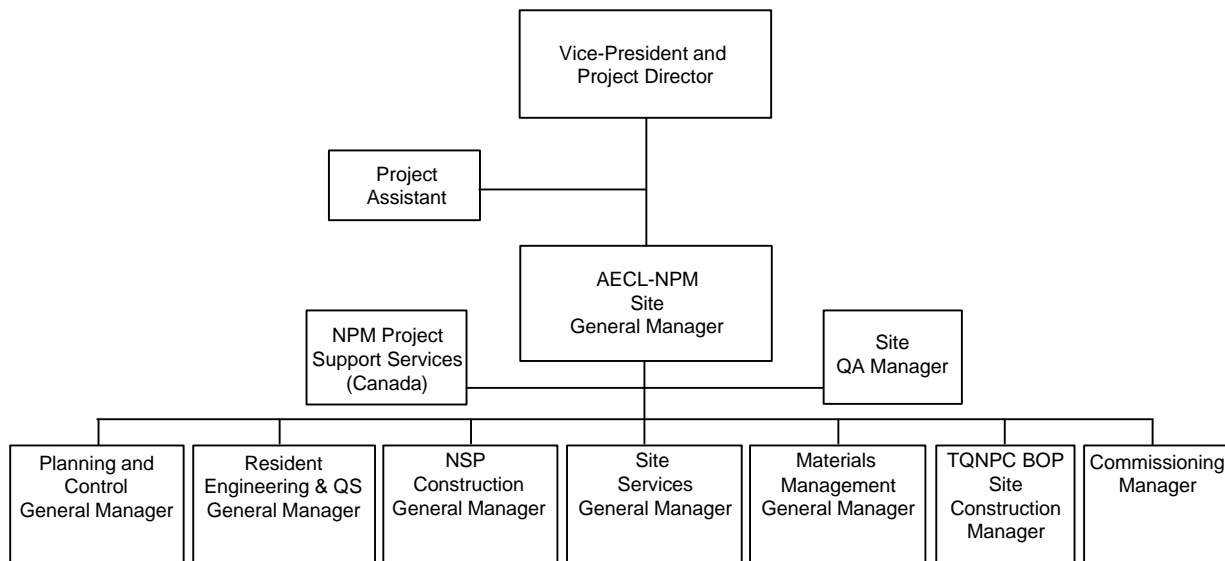 Vice-President and
Project Director
Project
Assistant
AECL-NPM
Site
General Manager
NPM Project
Support Services
(Canada)
Site
QA Manager
Planning and
Control
General Manager
Resident
Engineering & QS
General Manager
NSP
Construction
General Manager
Site
Services
General Manager
Materials
Management
General Manager
TQNPC BOP
Site
Construction
Manager
Commissioning
Manager